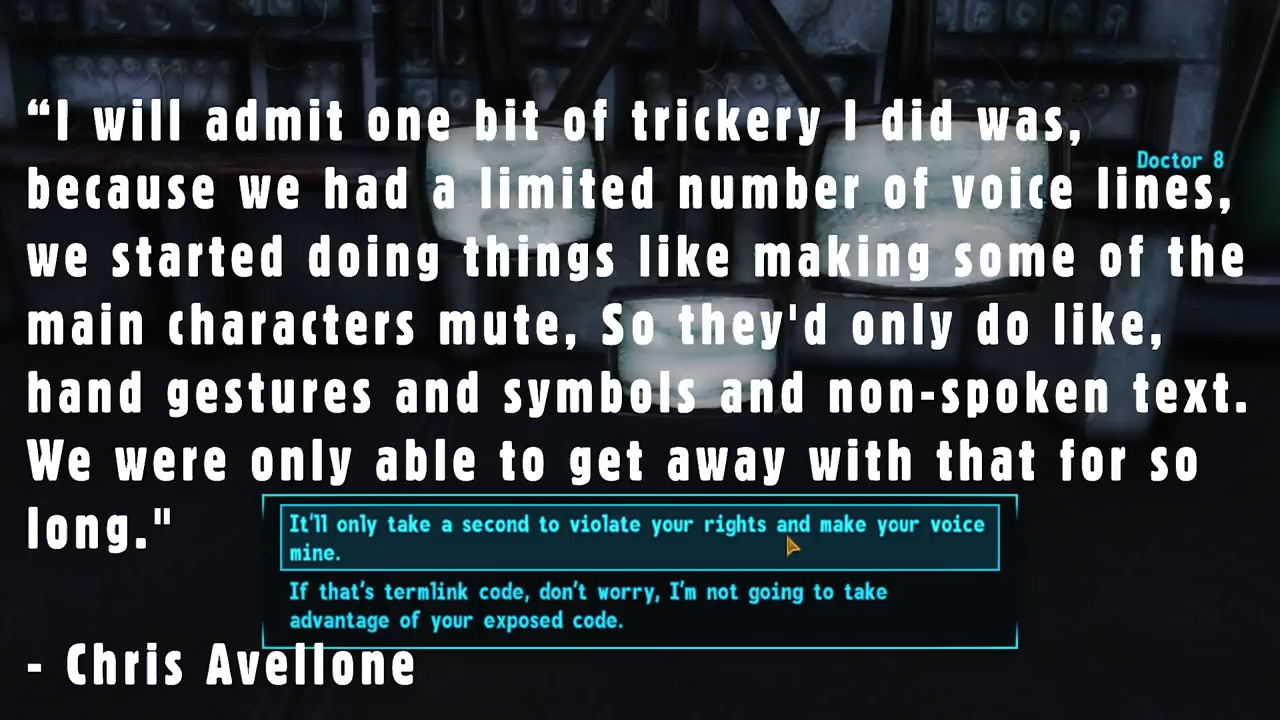 “I will admit one bit of trickery I did was,
Doctor 8
because we had a limited number of voice lines,
we started doing things like making some of the
main characters mute, So they'd only do like,
hand gestures and symbols and non-spoken text.
We were only able to get away with that for so
long."
It'll only take a second to violate your rights and make your voice
mine.
If that's termlink code, don't worry, I'm not going to take
advantage of your exposed code.
- Chris Avellone